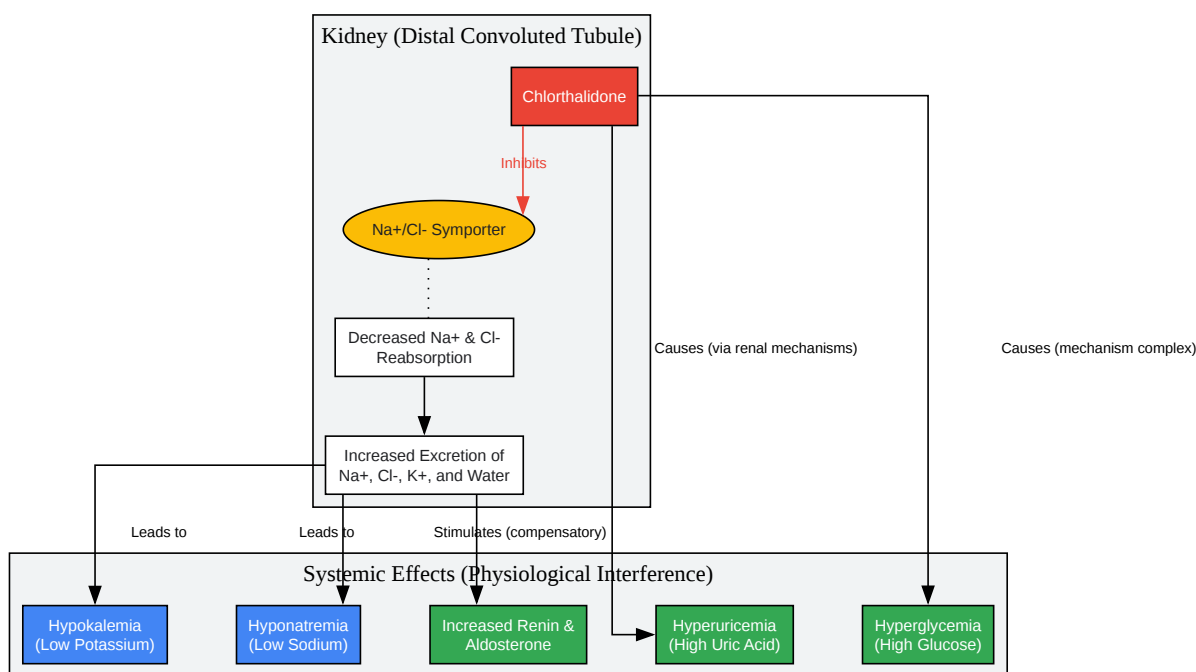 Kidney (Distal Convoluted Tubule)
Chlorthalidone
Inhibits
Na+/Cl- Symporter
Decreased Na+ & Cl-
Reabsorption
Causes (via renal mechanisms)
Causes (mechanism complex)
Increased Excretion of
Na+, Cl-, K+, and Water
Leads to
Leads to
Stimulates (compensatory)
Systemic Effects (Physiological Interference)
Hypokalemia
(Low Potassium)
Hyponatremia
(Low Sodium)
Increased Renin &
Aldosterone
Hyperuricemia
(High Uric Acid)
Hyperglycemia
(High Glucose)